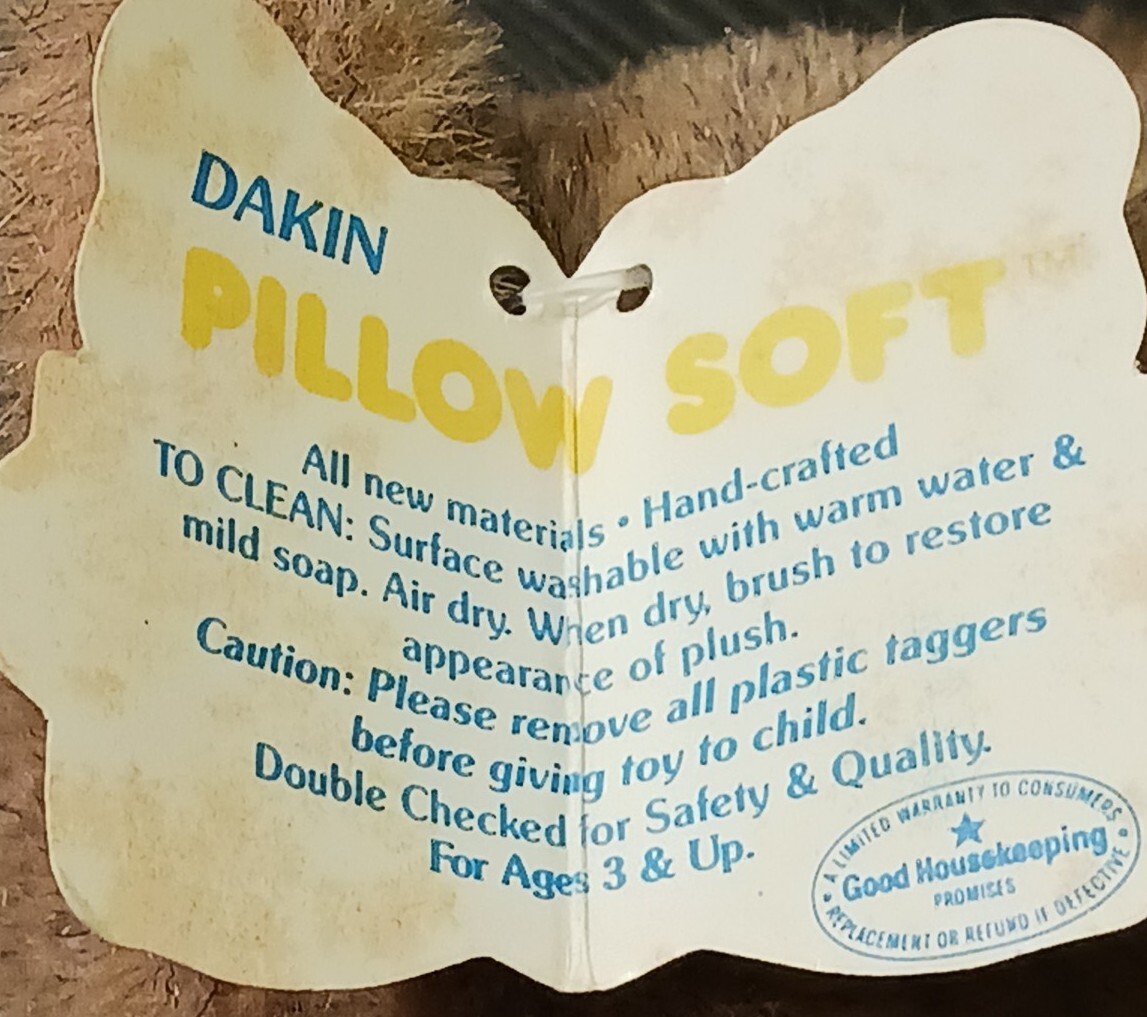 DAKIN
PILLOW SOFT™
All new materials • Hand-crafted
TO CLEAN: Surface washable with warm water &
mild soap. Air dry. When dry, brush to restore
appearance of plush.
Caution: Please remove all plastic taggers
before giving toy to child.
Double Checked for Safety & Quality.
For Ages 3 & Up.
• A LIMITED WARRANTY TO CONSUMERS •
★
Good Housekeeping
PROMISES
REPLACEMENT OR REFUND IF DEFECTIVE